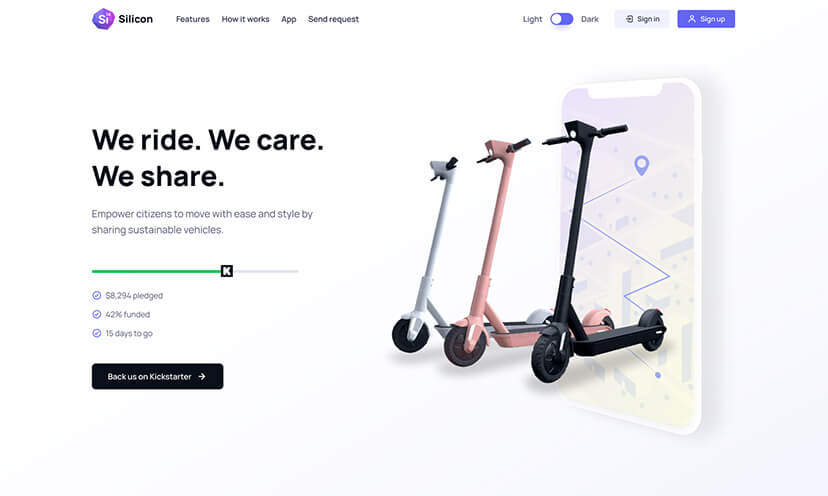 Si Silicon
Features
How it works
App
Send request
Light
Dark
Sign in
Sign up
We ride. We care.
We share.
Empower citizens to move with ease and style by
sharing sustainable vehicles.
K
$8,294 pledged
42% funded
15 days to go
Back us on Kickstarter